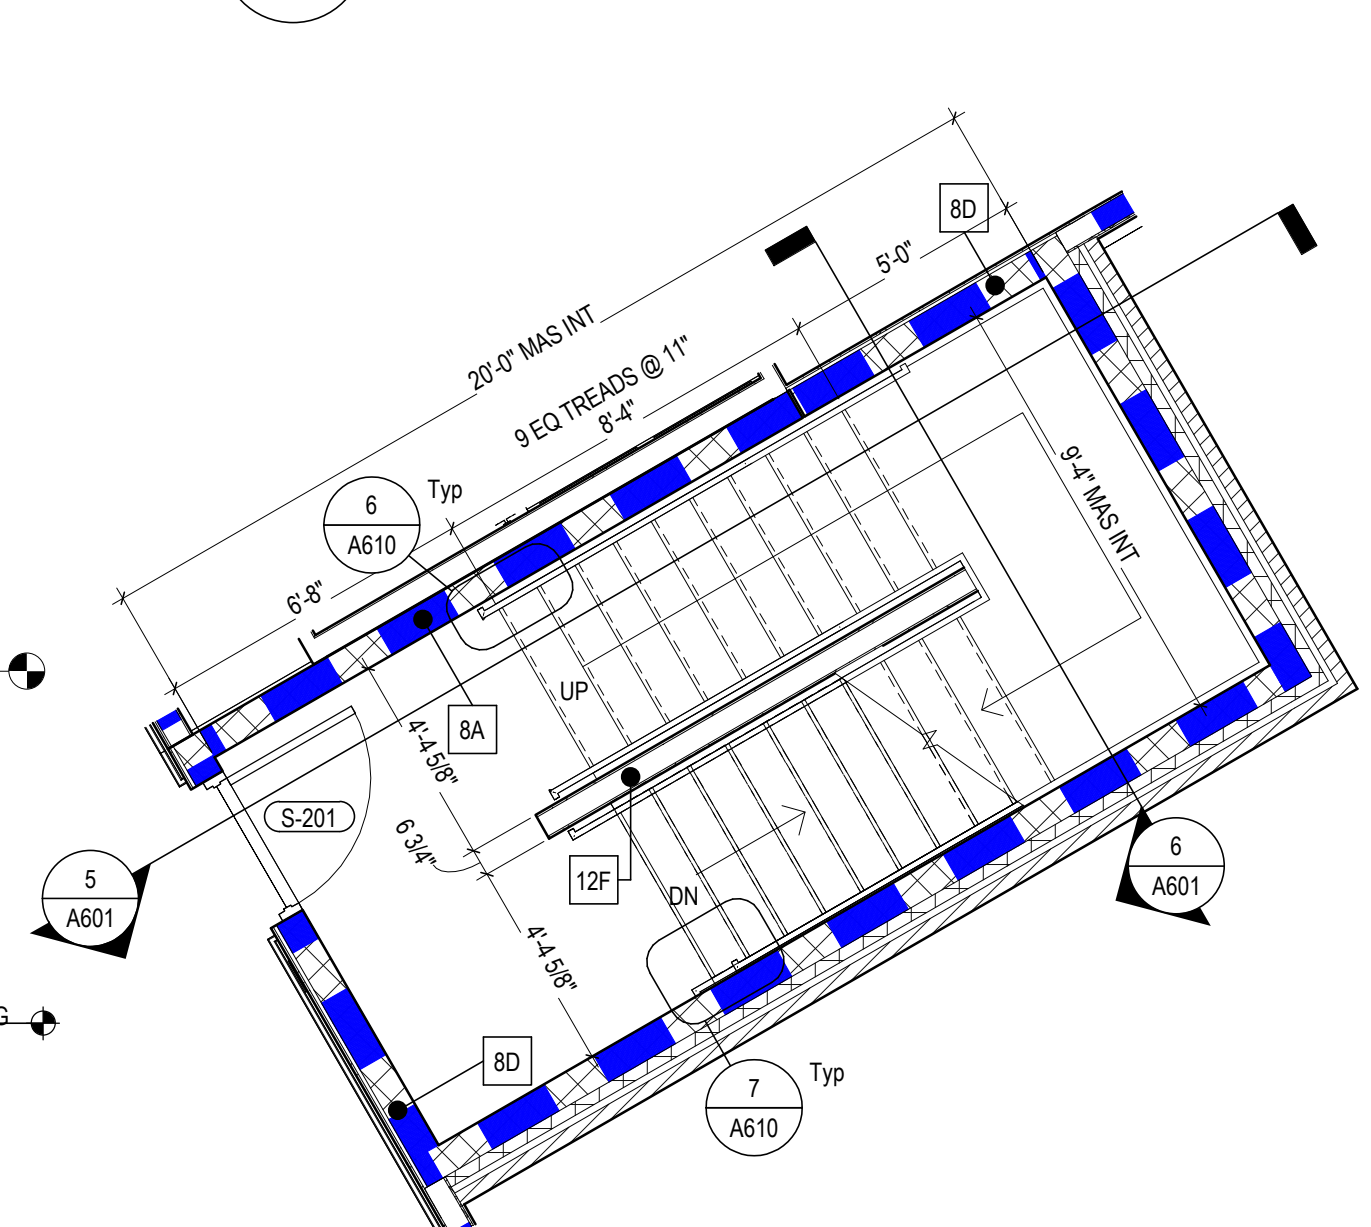 8D
5'-0"
20'-0" MAS INT
9 EQ TREADS @ 11"
8'-4"
9'-4" MAS INT
Typ
6
A610
6'-8"
UP
8A
4'-4 5/8"
S-201
6 3/4"
12F
5
A601
6
A601
DN
4'-4 5/8"
G
8D
7
A610
Typ